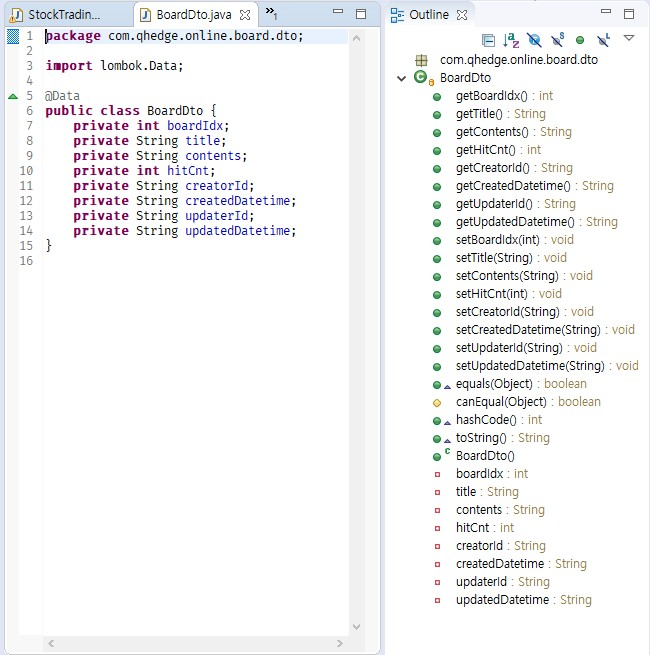 StockTradin...
BoardDto.java
»1
1 package com.qhedge.online.board.dto;
2
3 import lombok.Data;
4
5 @Data
6 public class BoardDto {
7 private int boardIdx;
8 private String title;
9 private String contents;
10 private int hitCnt;
11 private String creatorId;
12 private String createdDatetime;
13 private String updaterId;
14 private String updatedDatetime;
15 }
16
Outline
com.qhedge.online.board.dto
BoardDto
getBoardIdx() : int
getTitle() : String
getContents() : String
getHitCnt() : int
getCreatorId() : String
getCreatedDatetime() : String
getUpdaterId() : String
getUpdatedDatetime() : String
setBoardIdx(int) : void
setTitle(String) : void
setContents(String) : void
setHitCnt(int) : void
setCreatorId(String) : void
setCreatedDatetime(String) : void
setUpdaterId(String) : void
setUpdatedDatetime(String) : void
equals(Object) : boolean
canEqual(Object) : boolean
hashCode() : int
toString() : String
BoardDto()
boardIdx : int
title : String
contents : String
hitCnt : int
creatorId : String
createdDatetime : String
updaterId : String
updatedDatetime : String